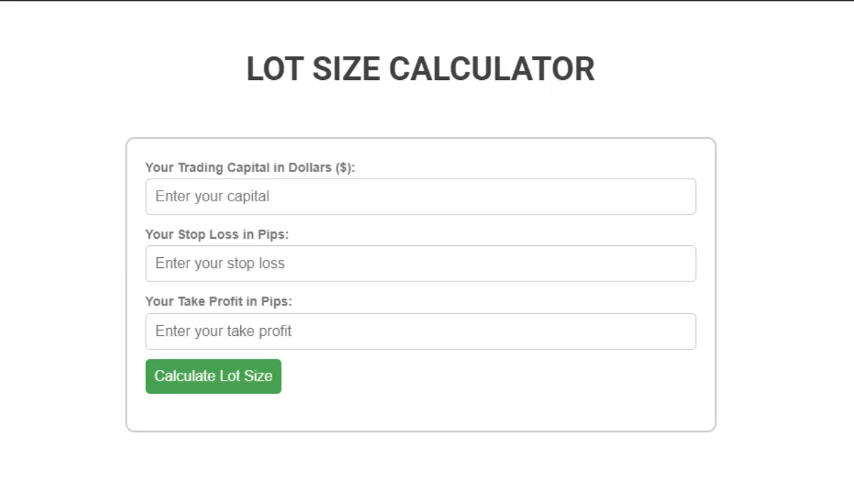 LOT SIZE CALCULATOR
Your Trading Capital in Dollars ($):
Enter your capital
Your Stop Loss in Pips:
Enter your stop loss
Your Take Profit in Pips:
Enter your take profit
Calculate Lot Size